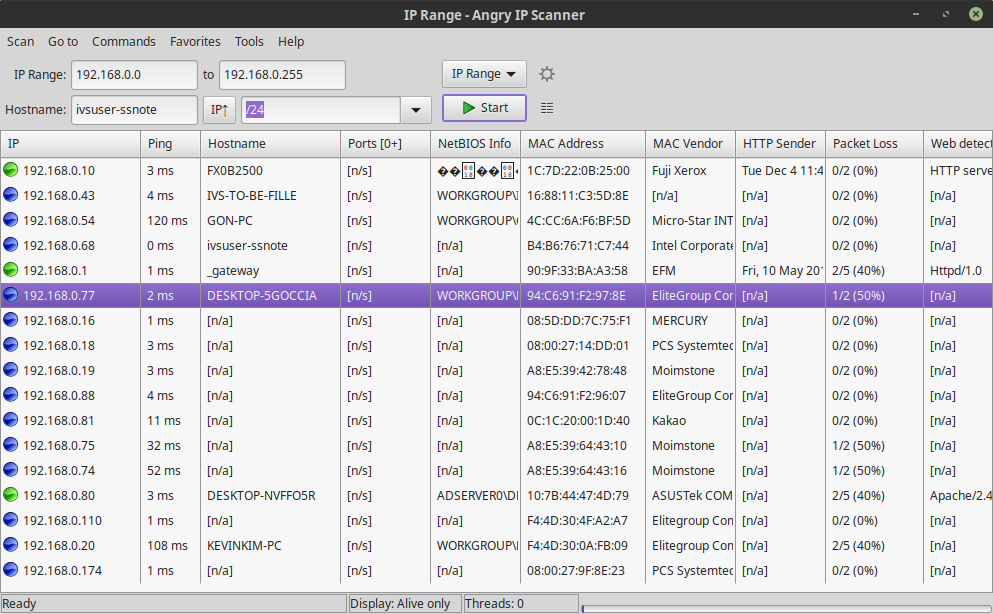 IP Range - Angry IP Scanner
Scan Go to Commands Favorites Tools Help
IP Range: 192.168.0.0 to 192.168.0.255 IP Range
Hostname: ivsuser-ssnote IP↑ /24 Start
IP Ping Hostname Ports [0+] NetBIOS Info MAC Address MAC Vendor HTTP Sender Packet Loss Web detect
192.168.0.10 3 ms FX0B2500 [n/s] 1C:7D:22:0B:25:00 Fuji Xerox Tue Dec 4 11:4 0/2 (0%) HTTP serve
192.168.0.43 4 ms IVS-TO-BE-FILLE [n/s] WORKGROUP\ 16:88:11:C3:5D:8E [n/a] [n/a] 0/2 (0%) [n/a]
192.168.0.54 120 ms GON-PC [n/s] WORKGROUP\ 4C:CC:6A:F6:BF:5D Micro-Star INT [n/a] 0/2 (0%) [n/a]
192.168.0.68 0 ms ivsuser-ssnote [n/s] [n/a] B4:B6:76:71:C7:44 Intel Corporate [n/a] 0/2 (0%) [n/a]
192.168.0.1 1 ms _gateway [n/s] [n/a] 90:9F:33:BA:A3:58 EFM Fri, 10 May 201 2/5 (40%) Httpd/1.0
192.168.0.77 2 ms DESKTOP-5GOCCIA [n/s] WORKGROUP\ 94:C6:91:F2:97:8E EliteGroup Cor [n/a] 1/2 (50%) [n/a]
192.168.0.16 1 ms [n/a] [n/s] [n/a] 08:5D:DD:7C:75:F1 MERCURY [n/a] 0/2 (0%) [n/a]
192.168.0.18 3 ms [n/a] [n/s] [n/a] 08:00:27:14:DD:01 PCS Systemtec [n/a] 0/2 (0%) [n/a]
192.168.0.19 3 ms [n/a] [n/s] [n/a] A8:E5:39:42:78:48 Moimstone [n/a] 0/2 (0%) [n/a]
192.168.0.88 4 ms [n/a] [n/s] [n/a] 94:C6:91:F2:96:07 EliteGroup Cor [n/a] 0/2 (0%) [n/a]
192.168.0.81 11 ms [n/a] [n/s] [n/a] 0C:1C:20:00:1D:40 Kakao [n/a] 0/2 (0%) [n/a]
192.168.0.75 32 ms [n/a] [n/s] [n/a] A8:E5:39:64:43:10 Moimstone [n/a] 1/2 (50%) [n/a]
192.168.0.74 52 ms [n/a] [n/s] [n/a] A8:E5:39:64:43:16 Moimstone [n/a] 1/2 (50%) [n/a]
192.168.0.80 3 ms DESKTOP-NVFFO5R [n/s] ADSERVER0\D 10:7B:44:47:4D:79 ASUSTek COM [n/a] 2/5 (40%) Apache/2.4
192.168.0.110 1 ms [n/a] [n/s] [n/a] F4:4D:30:4F:A2:A7 Elitegroup Con [n/a] 0/2 (0%) [n/a]
192.168.0.20 108 ms KEVINKIM-PC [n/s] WORKGROUP\ F4:4D:30:0A:FB:09 Elitegroup Con [n/a] 2/5 (40%) [n/a]
192.168.0.174 1 ms [n/a] [n/s] [n/a] 08:00:27:9F:8E:23 PCS Systemtec [n/a] 0/2 (0%) [n/a]
Ready Display: Alive only Threads: 0